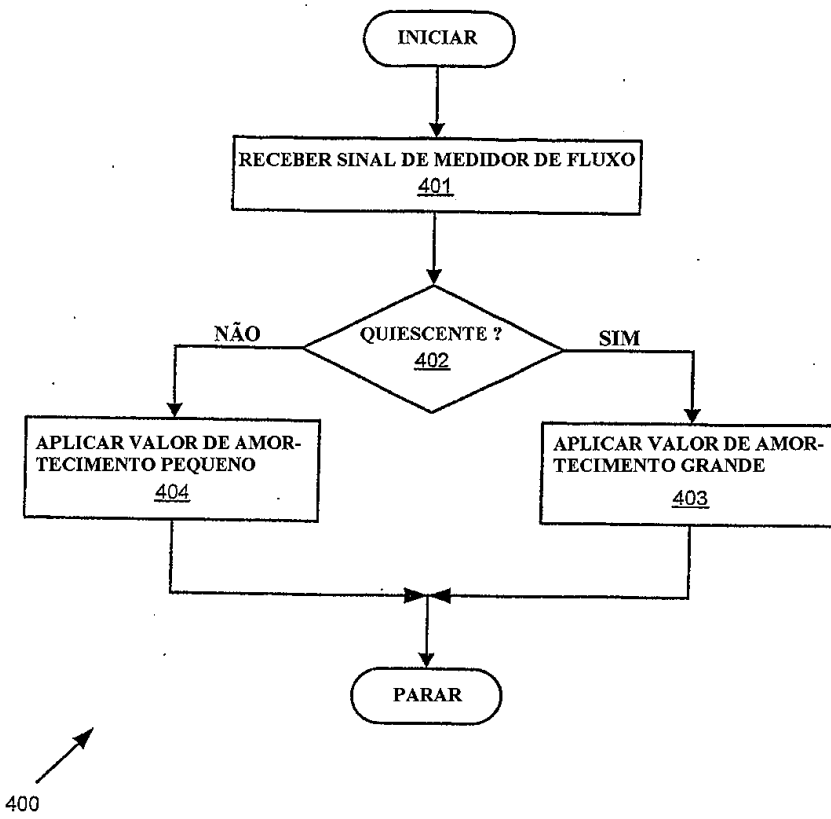 INICIAR
RECEBER SINAL DE MEDIDOR DE FLUXO
401
QUIESCENTE ?
402
NÃO
SIM
APLICAR VALOR DE AMOR-
TECIMENTO PEQUENO
404
APLICAR VALOR DE AMOR-
TECIMENTO GRANDE
403
PARAR
400